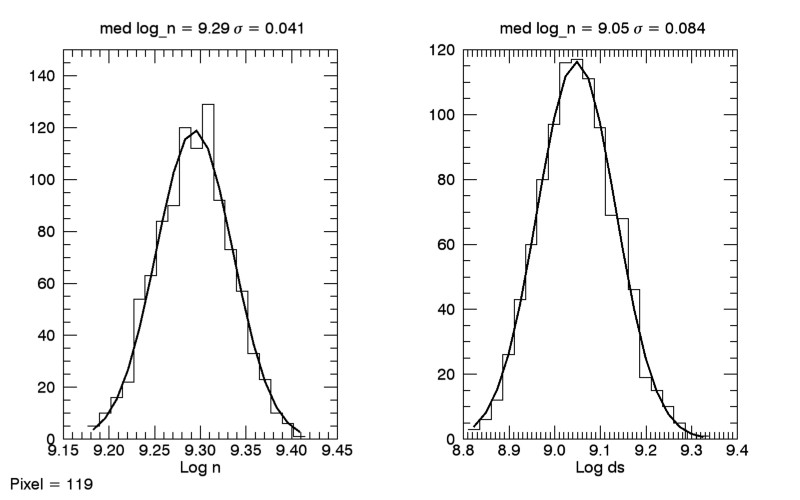 med log_n = 9.29 σ = 0.041
140
120
100
80
60
40
20
0
9.15 9.20 9.25 9.30 9.35 9.40 9.45
Log n
med log_n = 9.05 σ = 0.084
120
100
80
60
40
20
0
8.8 8.9 9.0 9.1 9.2 9.3 9.4
Log ds
Pixel = 119